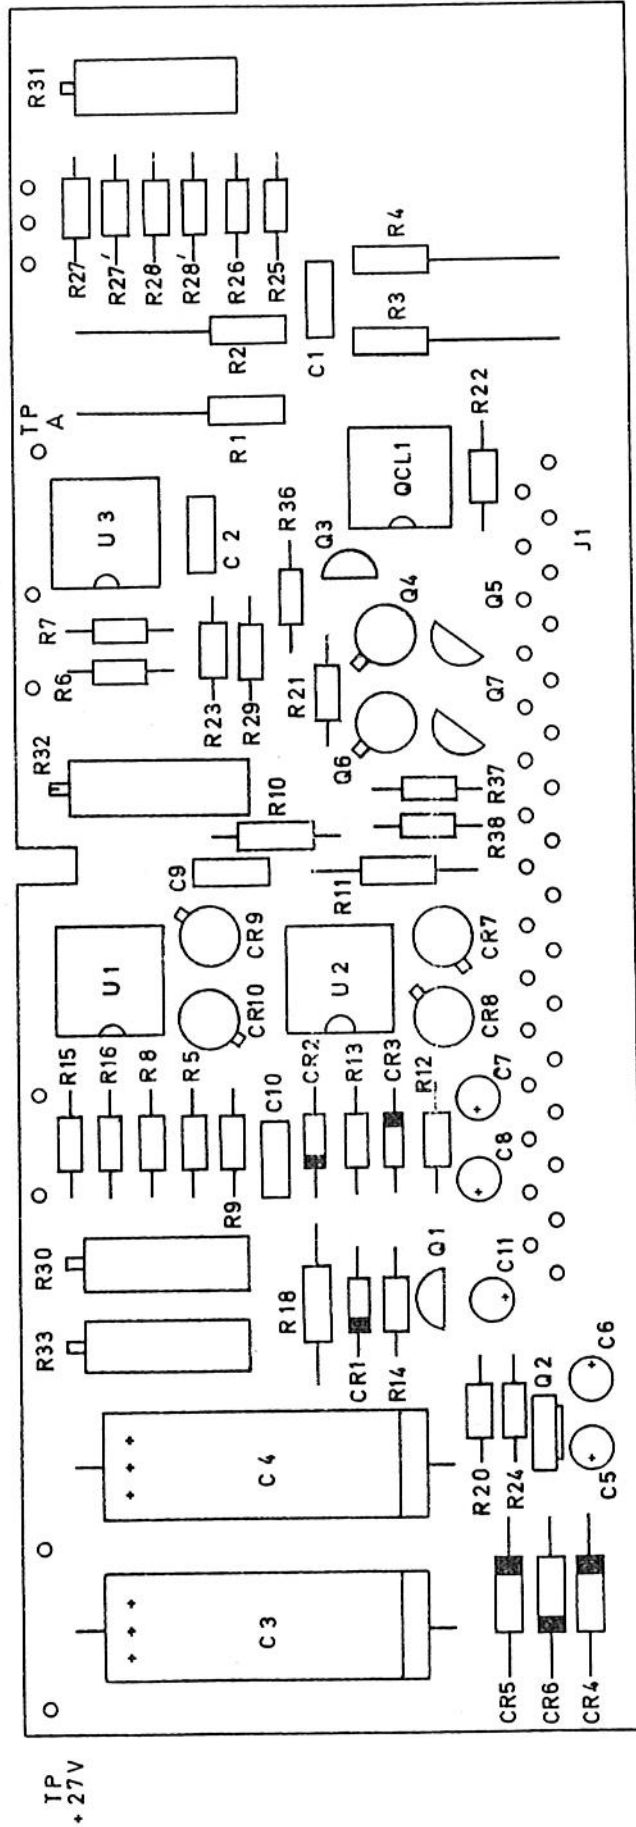 R31
R27
R27'
R28
R28'
R26
R25
R4
R3
R2
C1
TP
A
R1
R22
U3
C2
R36
Q3
QCL1
J1
R7
R6
R23
R29
R21
Q4
Q5
Q6
Q7
R32
R10
R37
R38
C9
R11
U1
CR9
CR10
U2
CR7
CR8
R15
R16
R8
R5
R9
C10
CR2
R13
CR3
R12
C7
+
C8
+
R30
R33
R18
CR1
R14
Q1
C11
+
C4
+++
R20
R24
Q2
C6
+
C5
+
C3
+++
CR5
CR6
CR4
TP
+27V